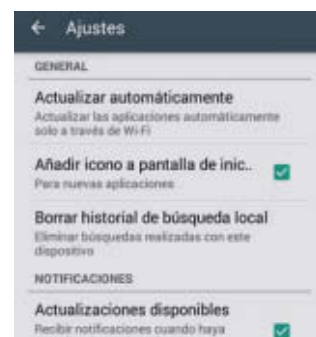 Ajustes
GENERAL
Actualizar automáticamente
Actualizar las aplicaciones automáticamente
solo a través de Wi-Fi
Añadir icono a pantalla de inic..
Para nuevas aplicaciones
Borrar historial de búsqueda local
Eliminar búsquedas realizadas con este
dispositivo
NOTIFICACIONES
Actualizaciones disponibles
Recibir notificaciones cuando haya